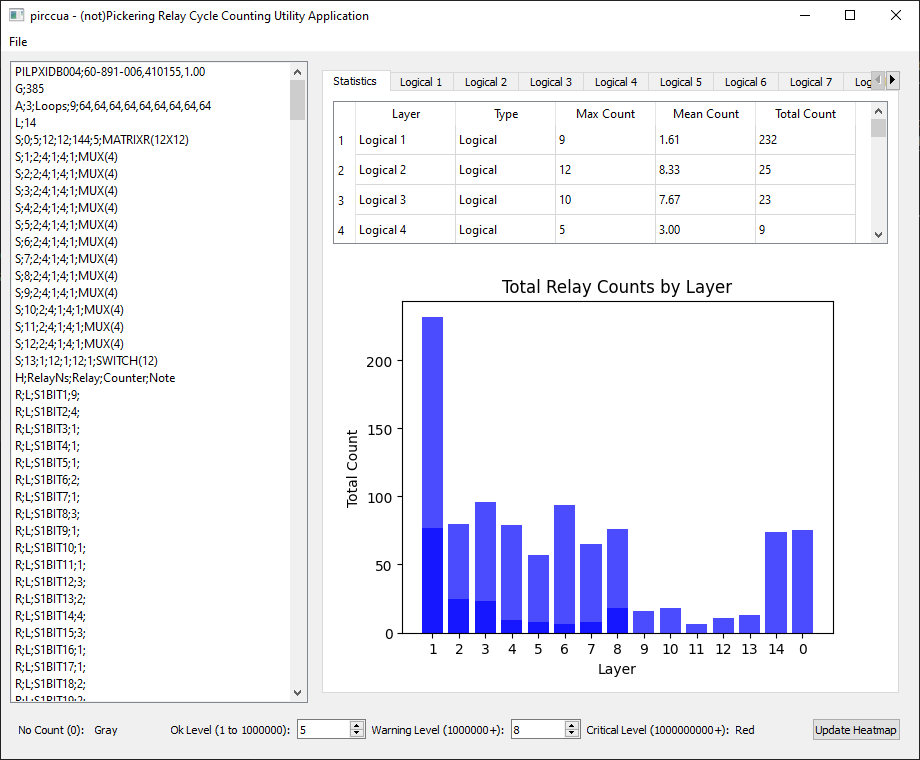 pirccua - (not)Pickering Relay Cycle Counting Utility Application
File
PILPXIDB004;60-891-006,410155,1.00
G;385
A;3;Loops;9;64,64,64,64,64,64,64,64,64
L;14
S;0;5;12;12;144;5;MATRIXR(12X12)
S;1;2;4;1;4;1;MUX(4)
S;2;2;4;1;4;1;MUX(4)
S;3;2;4;1;4;1;MUX(4)
S;4;2;4;1;4;1;MUX(4)
S;5;2;4;1;4;1;MUX(4)
S;6;2;4;1;4;1;MUX(4)
S;7;2;4;1;4;1;MUX(4)
S;8;2;4;1;4;1;MUX(4)
S;9;2;4;1;4;1;MUX(4)
S;10;2;4;1;4;1;MUX(4)
S;11;2;4;1;4;1;MUX(4)
S;12;2;4;1;4;1;MUX(4)
S;13;1;12;1;12;1;SWITCH(12)
H;RelayNs;Relay;Counter;Note
R;L;S1BIT1;9;
R;L;S1BIT2;4;
R;L;S1BIT3;1;
R;L;S1BIT4;1;
R;L;S1BIT5;1;
R;L;S1BIT6;2;
R;L;S1BIT7;1;
R;L;S1BIT8;3;
R;L;S1BIT9;1;
R;L;S1BIT10;1;
R;L;S1BIT11;1;
R;L;S1BIT12;3;
R;L;S1BIT13;2;
R;L;S1BIT14;4;
R;L;S1BIT15;3;
R;L;S1BIT16;1;
R;L;S1BIT17;1;
R;L;S1BIT18;2;
R;L;S1BIT19;2;
Statistics Logical 1 Logical 2 Logical 3 Logical 4 Logical 5 Logical 6 Logical 7 Log
Layer Type Max Count Mean Count Total Count
1 Logical 1 Logical 9 1.61 232
2 Logical 2 Logical 12 8.33 25
3 Logical 3 Logical 10 7.67 23
4 Logical 4 Logical 5 3.00 9
Total Relay Counts by Layer
Total Count
200
150
100
50
0
1 2 3 4 5 6 7 8 9 10 11 12 13 14 0
Layer
No Count (0): Gray Ok Level (1 to 1000000): 5 Warning Level (1000000+): 8 Critical Level (1000000000+): Red Update Heatmap